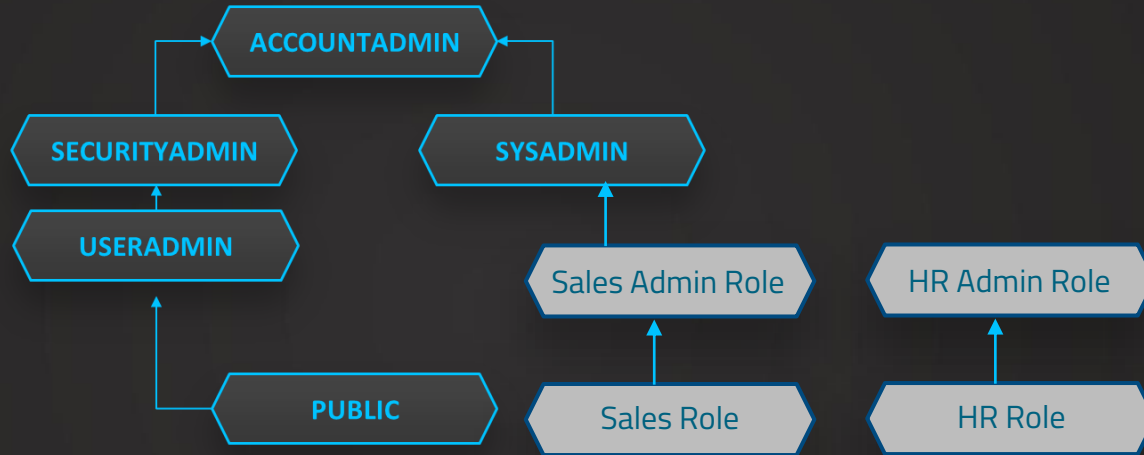 ACCOUNTADMIN
SECURITYADMIN
SYSADMIN
USERADMIN
Sales Admin Role
HR Admin Role
PUBLIC
Sales Role
HR Role